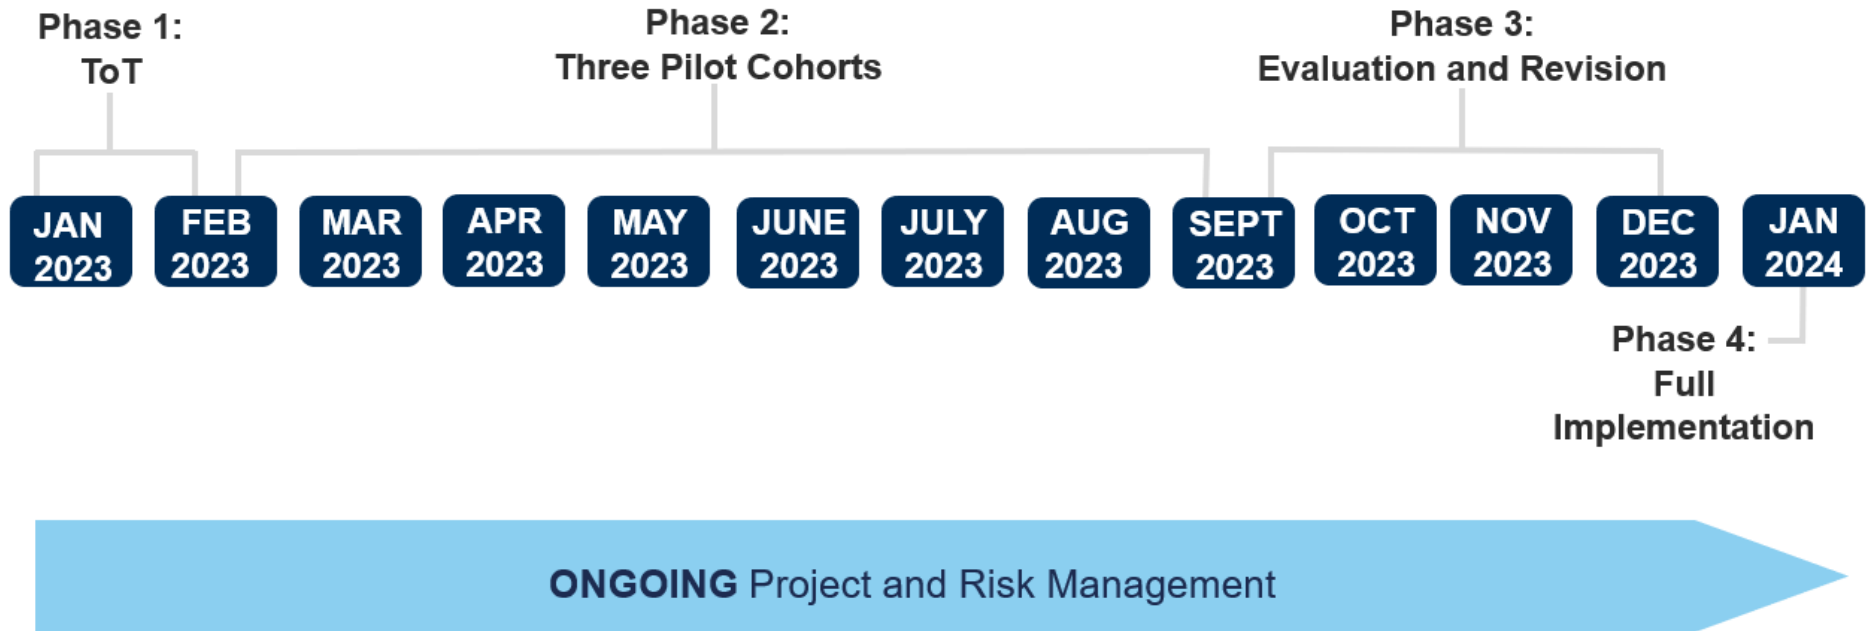 Phase 1:
ToT
Phase 2:
Three Pilot Cohorts
Phase 3:
Evaluation and Revision
JAN
2023
FEB
2023
MAR
2023
APR
2023
MAY
2023
JUNE
2023
JULY
2023
AUG
2023
SEPT
2023
OCT
2023
NOV
2023
DEC
2023
JAN
2024
Phase 4:
Full
Implementation
ONGOING Project and Risk Management